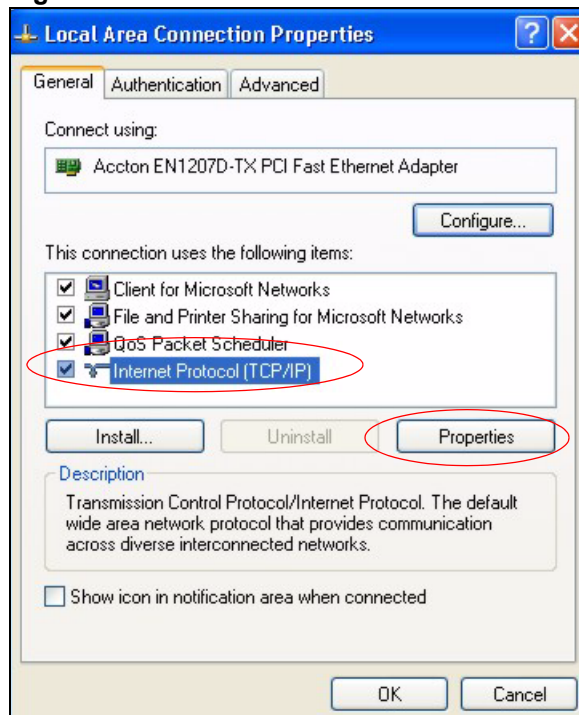 Local Area Connection Properties
General Authentication Advanced
Connect using:
Accton EN1207D-TX PCI Fast Ethernet Adapter
Configure...
This connection uses the following items:
Client for Microsoft Networks
File and Printer Sharing for Microsoft Networks
QoS Packet Scheduler
Internet Protocol (TCP/IP)
Install... Uninstall Properties
Description
Transmission Control Protocol/Internet Protocol. The default
wide area network protocol that provides communication
across diverse interconnected networks.
Show icon in notification area when connected
OK Cancel